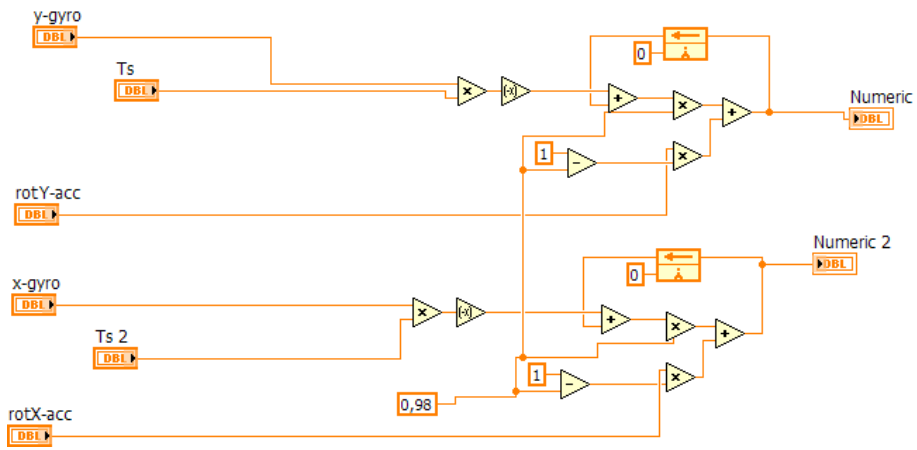 y-gyro
DBL
Ts
DBL
×
(-x)
0
+
×
+
Numeric
DBL
1
−
×
rotY-acc
DBL
x-gyro
DBL
×
(-x)
0
+
×
+
Numeric 2
DBL
Ts 2
DBL
1
−
×
0,98
rotX-acc
DBL